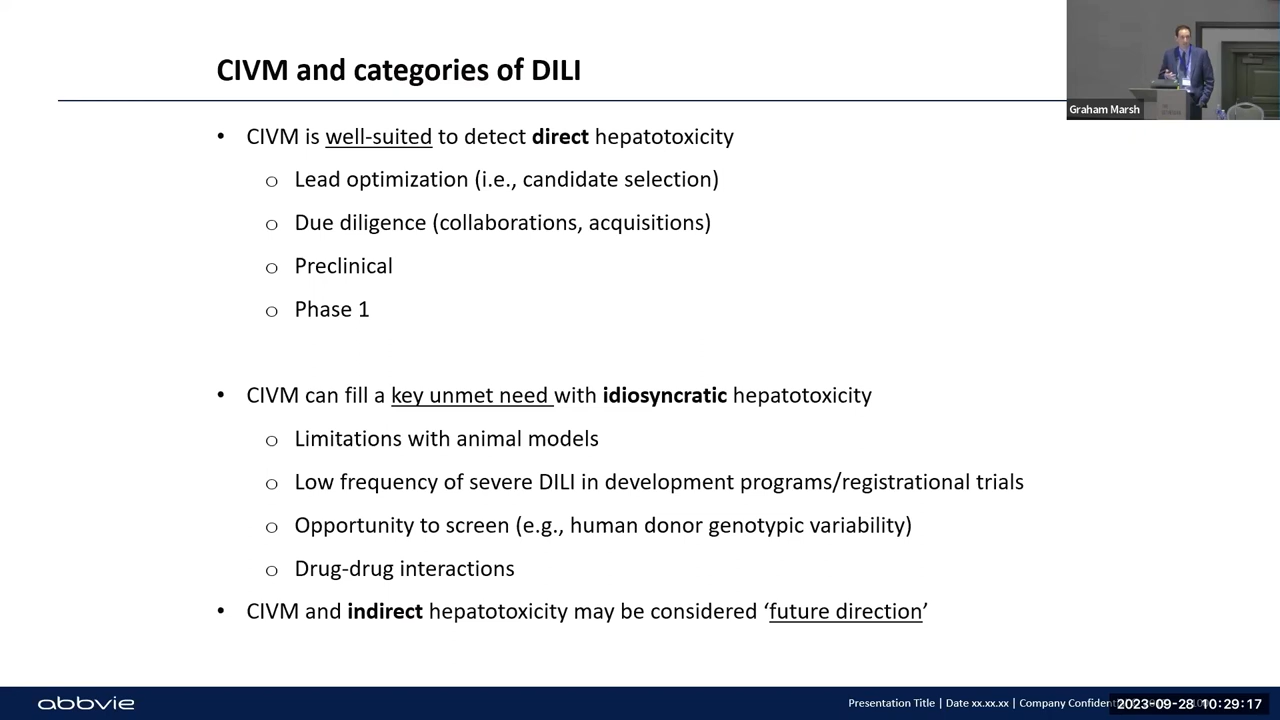 CIVM and categories of DILI
Graham Marsh
• CIVM is well-suited to detect direct hepatotoxicity
o Lead optimization (i.e., candidate selection)
o Due diligence (collaborations, acquisitions)
o Preclinical
o Phase 1
• CIVM can fill a key unmet need with idiosyncratic hepatotoxicity
o Limitations with animal models
o Low frequency of severe DILI in development programs/registrational trials
o Opportunity to screen (e.g., human donor genotypic variability)
o Drug-drug interactions
• CIVM and indirect hepatotoxicity may be considered ‘future direction’
abbvie
Presentation Title | Date xx.xx.xx | Company
2023-09-28 10:29:17